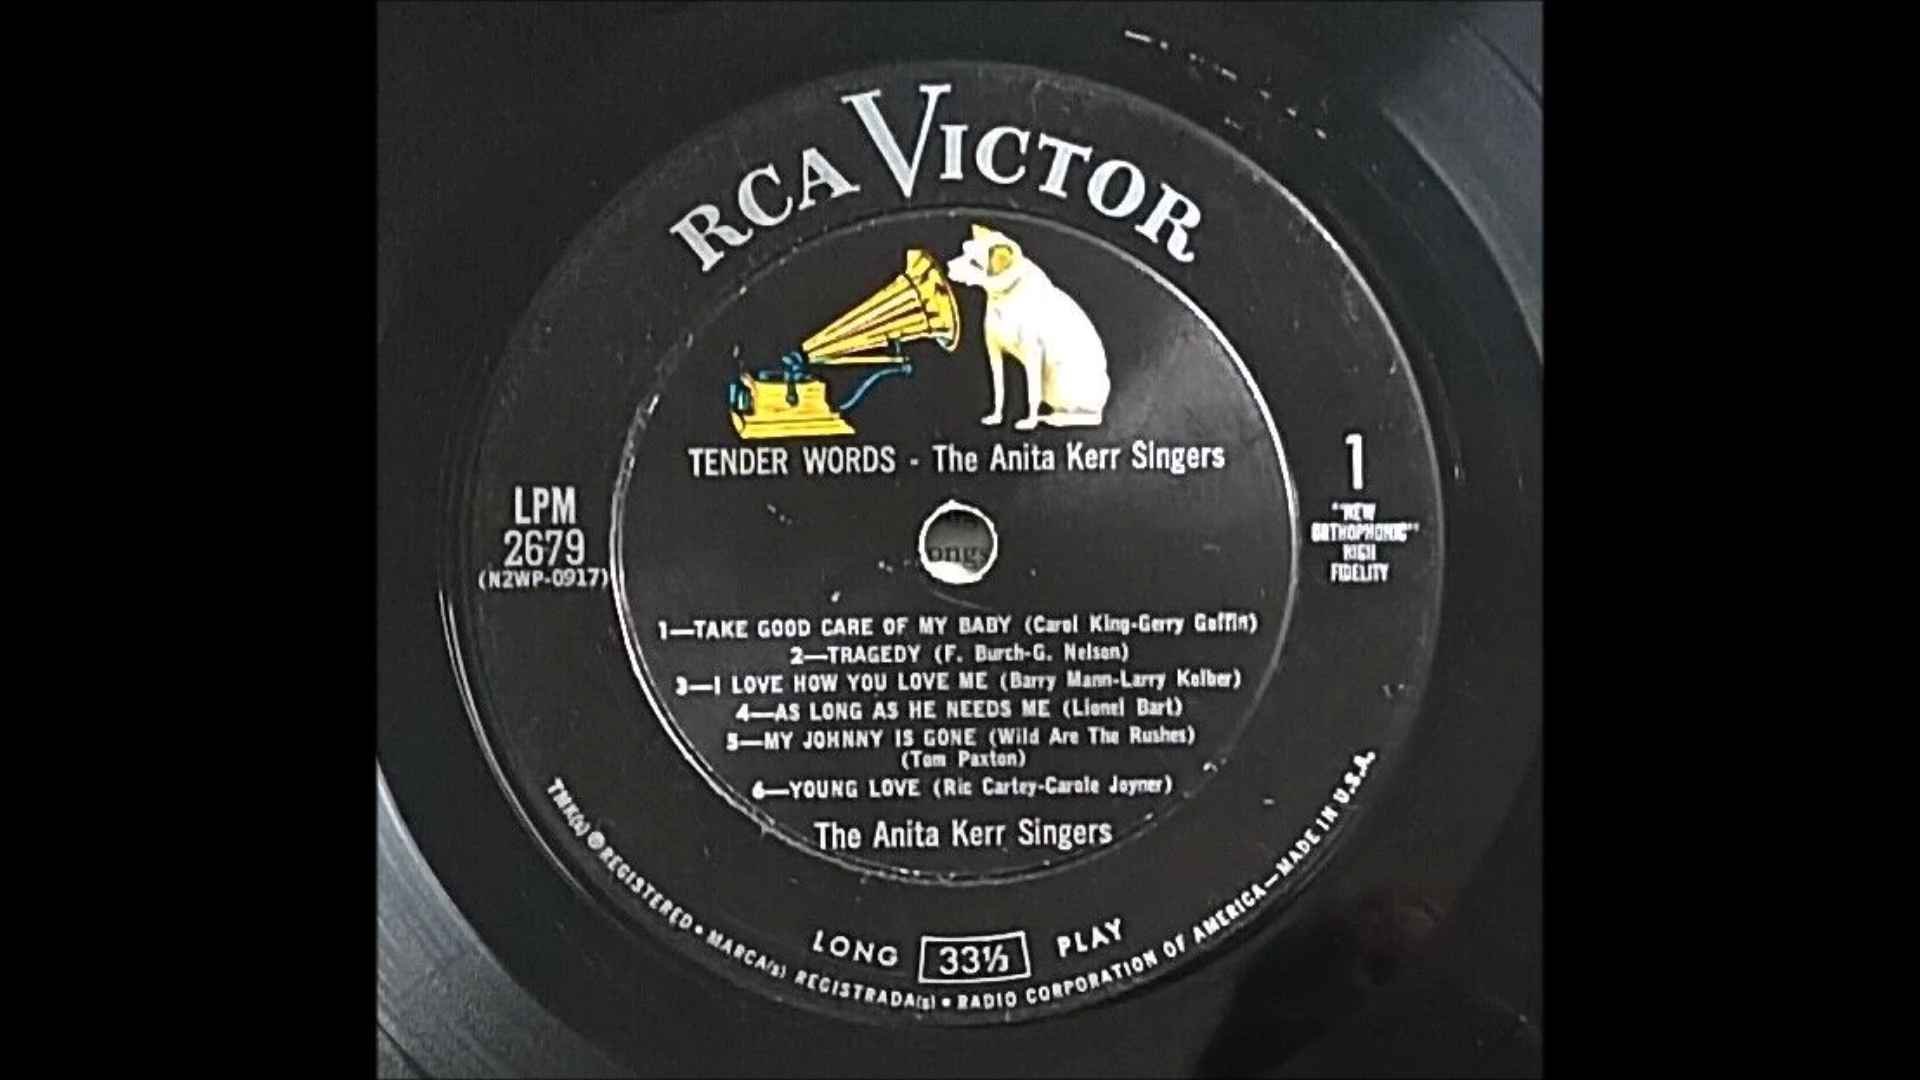 RCA VICTOR
TENDER WORDS - The Anita Kerr Singers
LPM
2679
(N2WP-0917)
1
"NEW
ORTHOPHONIC"
HIGH
FIDELITY
ongs
1—TAKE GOOD CARE OF MY BABY (Carol King-Gerry Goffin)
2—TRAGEDY (F. Burch-G. Nelson)
3—I LOVE HOW YOU LOVE ME (Barry Mann-Larry Kolber)
4—AS LONG AS HE NEEDS ME (Lionel Bart)
5—MY JOHNNY IS GONE (Wild Are The Rushes)
(Tom Paxton)
6—YOUNG LOVE (Ric Cartey-Carole Joyner)
The Anita Kerr Singers
LONG 33⅓ PLAY
TMK(s) ® REGISTERED • MARCA(s) REGISTRADA(s) • RADIO CORPORATION OF AMERICA—MADE IN U.S.A.